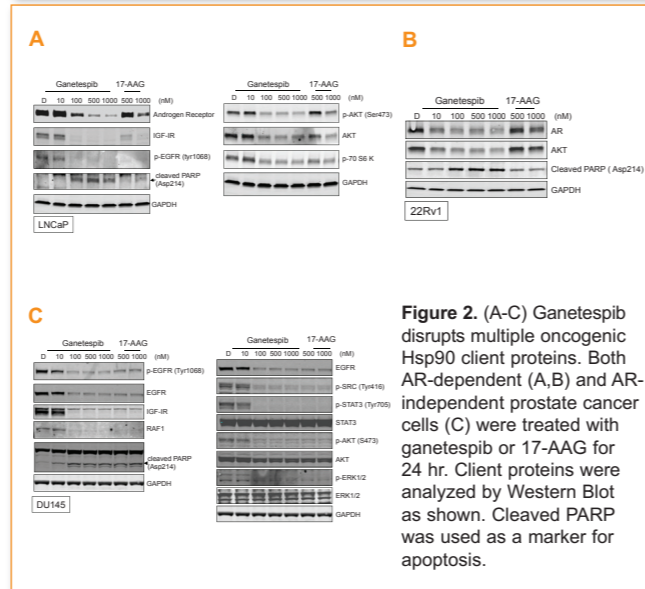 A
Ganetespib 17-AAG
D 10 100 500 1000 500 1000 (nM)
Androgen Receptor
IGF-IR
p-EGFR (tyr1068)
cleaved PARP
(Asp214)
GAPDH
LNCaP
Ganetespib 17-AAG
D 10 100 500 1000 500 1000 (nM)
p-AKT (Ser473)
AKT
p-70 S6 K
GAPDH
B
Ganetespib 17-AAG
D 10 100 500 1000 500 1000 (nM)
AR
AKT
Cleaved PARP ( Asp214)
GAPDH
22Rv1
C
Ganetespib 17-AAG
D 10 100 500 1000 500 1000 (nM)
p-EGFR (Tyr1068)
EGFR
IGF-IR
RAF1
cleaved PARP
(Asp214)
GAPDH
DU145
Ganetespib 17-AAG
D 10 100 500 1000 500 1000 (nM)
EGFR
p-SRC (Tyr416)
p-STAT3 (Tyr705)
STAT3
p-AKT (S473)
AKT
p-ERK1/2
ERK1/2
GAPDH
Figure 2. (A-C) Ganetespib
disrupts multiple oncogenic
Hsp90 client proteins. Both
AR-dependent (A,B) and AR-
independent prostate cancer
cells (C) were treated with
ganetespib or 17-AAG for
24 hr. Client proteins were
analyzed by Western Blot
as shown. Cleaved PARP
was used as a marker for
apoptosis.